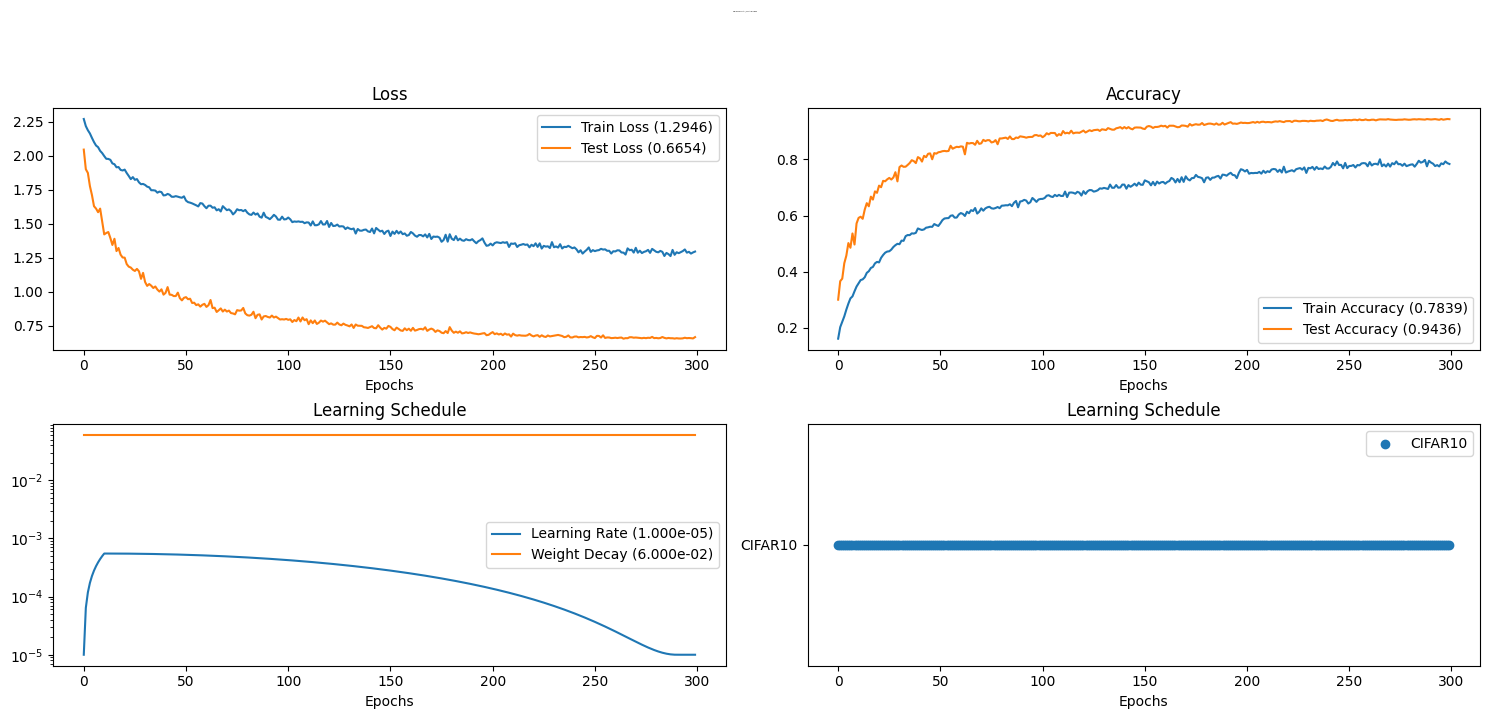 Loss
2.25
2.00
1.75
1.50
1.25
1.00
0.75
Train Loss (1.2946)
Test Loss (0.6654)
0 50 100 150 200 250 300
Epochs
Accuracy
0.8
0.6
0.4
0.2
Train Accuracy (0.7839)
Test Accuracy (0.9436)
0 50 100 150 200 250 300
Epochs
Learning Schedule
10⁻²
10⁻³
10⁻⁴
10⁻⁵
Learning Rate (1.000e-05)
Weight Decay (6.000e-02)
0 50 100 150 200 250 300
Epochs
Learning Schedule
CIFAR10
CIFAR10
0 50 100 150 200 250 300
Epochs